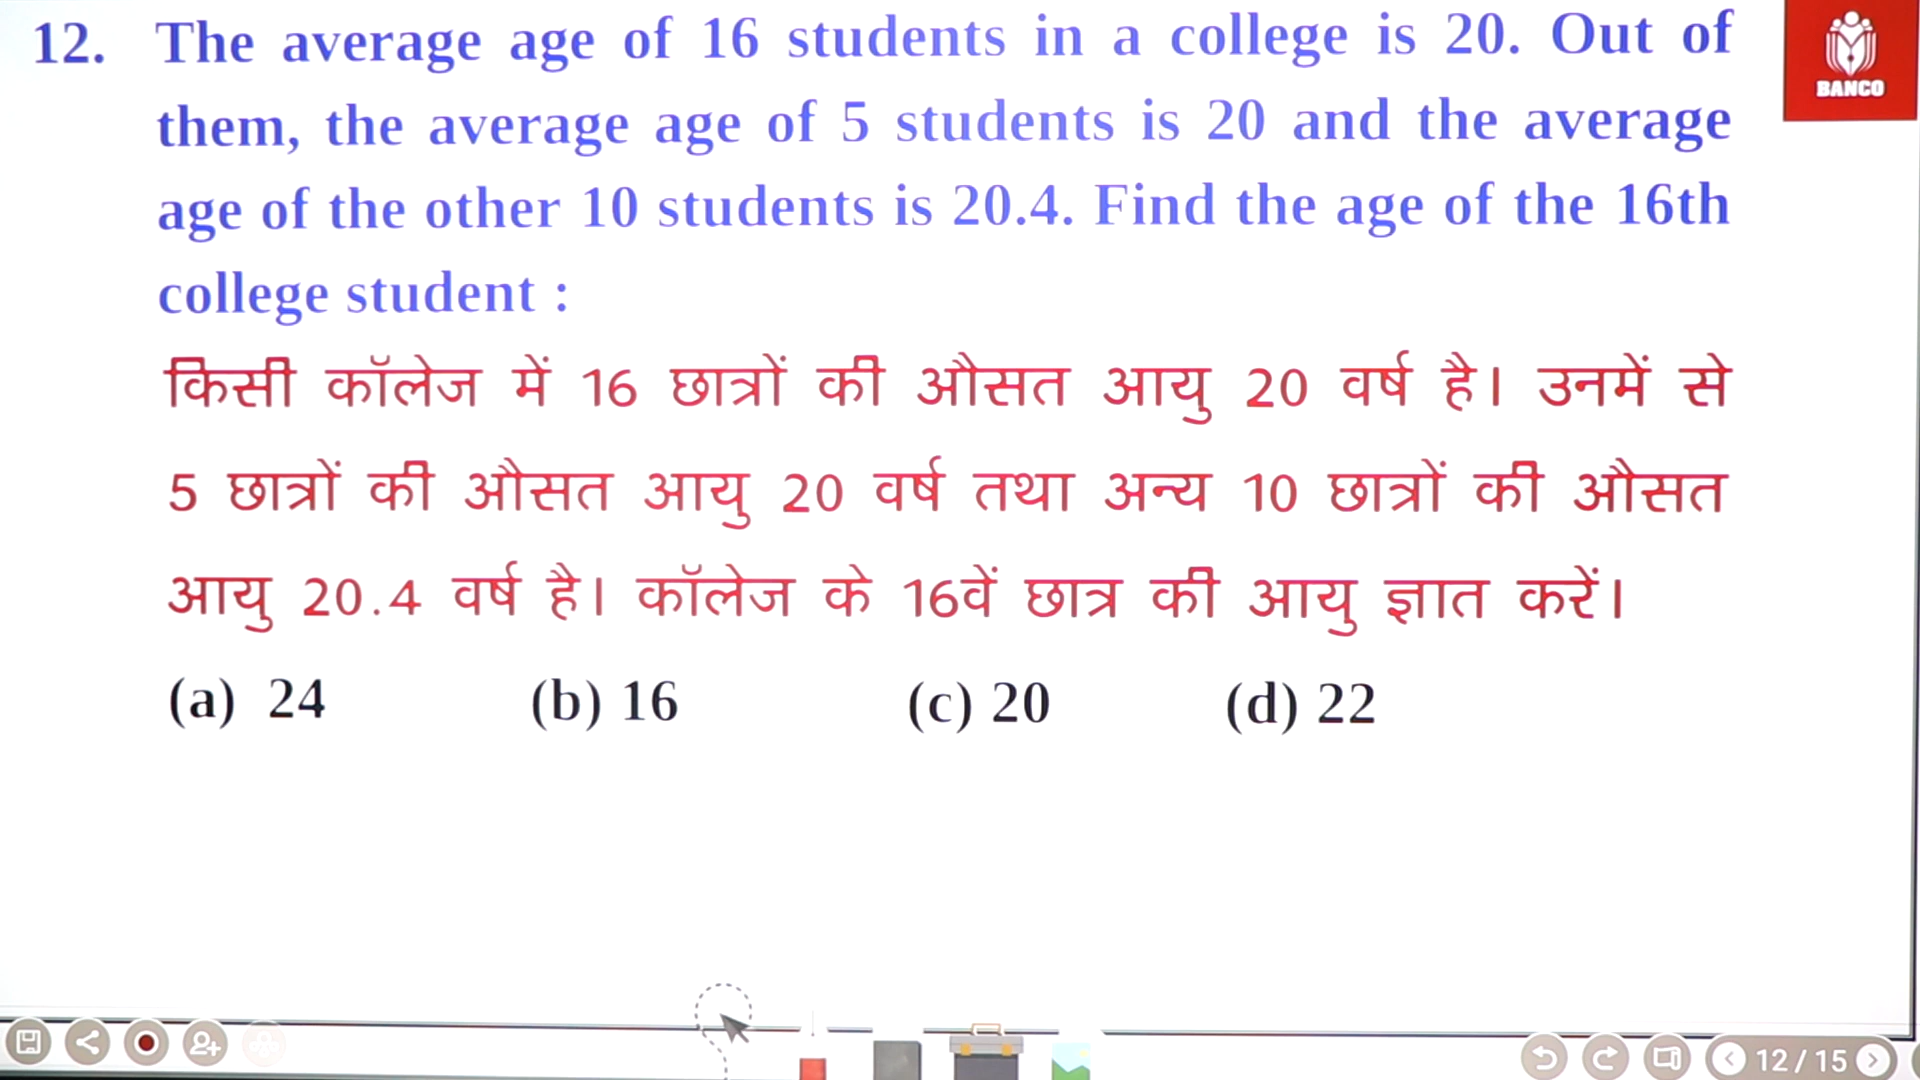 12. The average age of 16 students in a college is 20. Out of
them, the average age of 5 students is 20 and the average
age of the other 10 students is 20.4. Find the age of the 16th
college student :
किसी कॉलेज में 16 छात्रों की औसत आयु 20 वर्ष है। उनमें से
5 छात्रों की औसत आयु 20 वर्ष तथा अन्य 10 छात्रों की औसत
आयु 20.4 वर्ष है। कॉलेज के 16वें छात्र की आयु ज्ञात करें।
(a) 24 (b) 16 (c) 20 (d) 22
BANCO
12 / 15